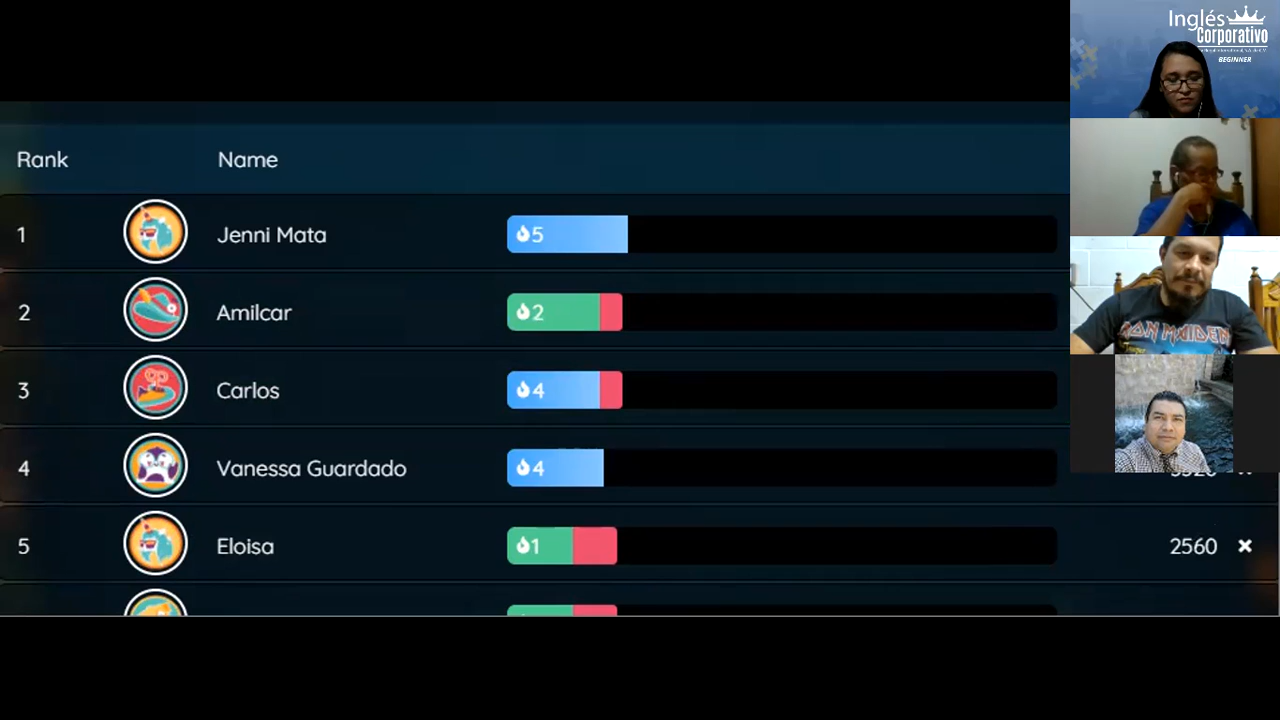 Inglés
Corporativo
BEGINNER
Rank Name
1 Jenni Mata 5
2 Amilcar 2
3 Carlos 4
4 Vanessa Guardado 4
5 Eloisa 1 2560
IRON MAIDEN